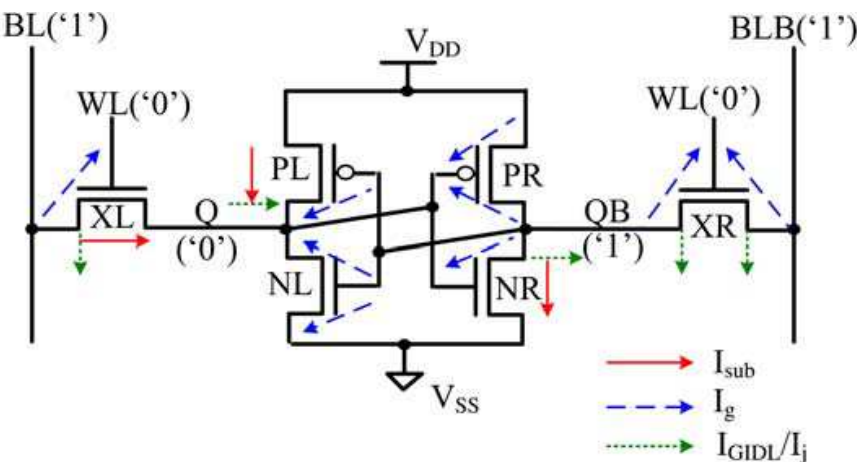 BL(‘1’)
V_DD
BLB(‘1’)
WL(‘0’)
WL(‘0’)
PL
PR
XL
Q
(‘0’)
QB
(‘1’)
XR
NL
NR
V_SS
I_sub
I_g
I_GIDL/I_j